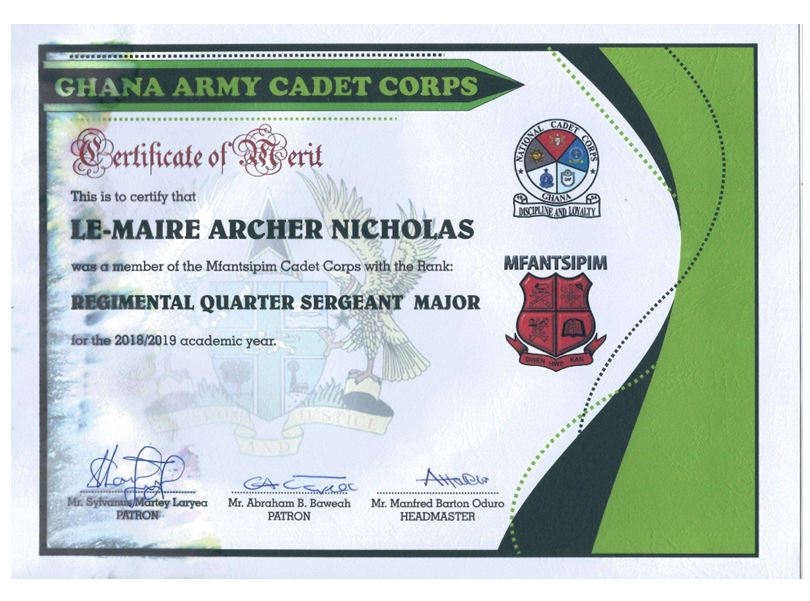 GHANA ARMY CADET CORPS
Certificate of Merit
This is to certify that
LE-MAIRE ARCHER NICHOLAS
was a member of the Mfantsipim Cadet Corps with the Rank:
REGIMENTAL QUARTER SERGEANT MAJOR
for the 2018/2019 academic year.
NATIONAL CADET CORPS
GHANA
DISCIPLINE AND LOYALTY
MFANTSIPIM
DWEN HWE KAN
AND JUSTICE
Mr. Sylvanus Martey Laryea
PATRON
Mr. Abraham B. Baweah
PATRON
Mr. Manfred Barton Oduro
HEADMASTER